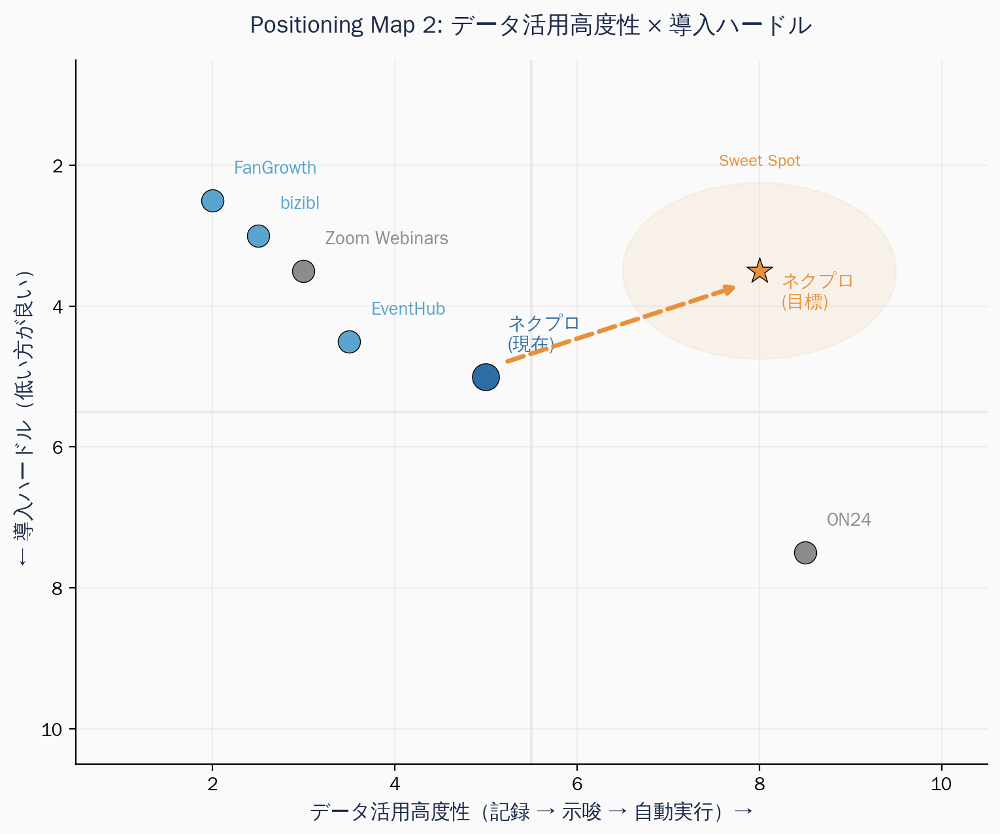 Positioning Map 2: データ活用高度性 × 導入ハードル
← 導入ハードル（低い方が良い）
2
4
6
8
10
FanGrowth
bizibl
Zoom Webinars
EventHub
ネクプロ
(現在)
Sweet Spot
ネクプロ
(目標)
ON24
2
4
6
8
10
データ活用高度性（記録 → 示唆 → 自動実行）→